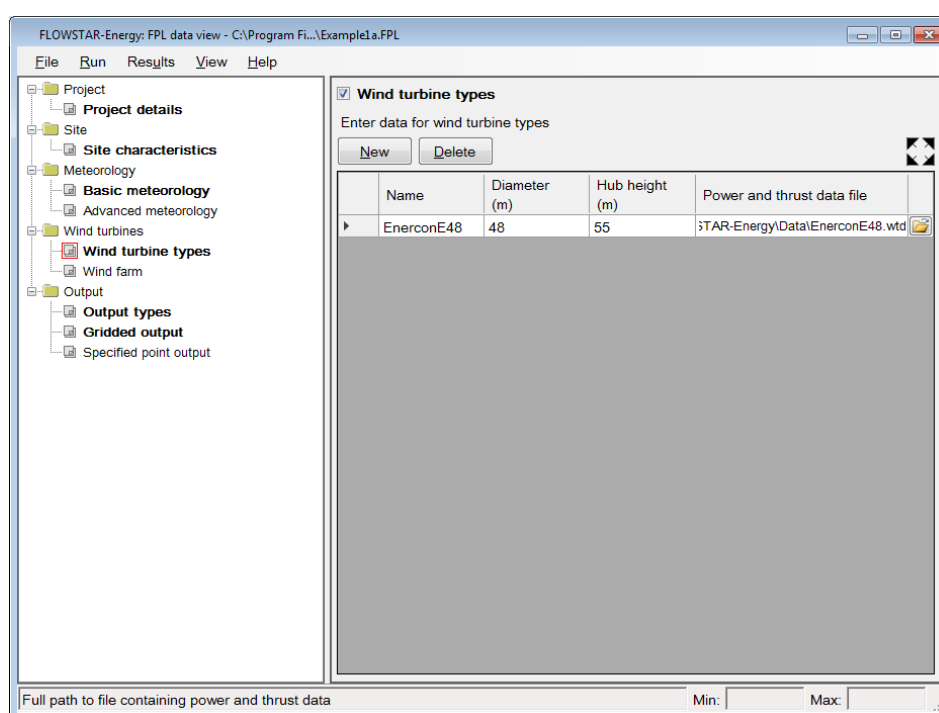 FLOWSTAR-Energy: FPL data view - C:\Program Fi...\Example1a.FPL
File Run Results View Help
Project
Project details
Site
Site characteristics
Meteorology
Basic meteorology
Advanced meteorology
Wind turbines
Wind turbine types
Wind farm
Output
Output types
Gridded output
Specified point output
Wind turbine types
Enter data for wind turbine types
New Delete
Name Diameter (m) Hub height (m) Power and thrust data file
EnerconE48 48 55 STAR-Energy\Data\EnerconE48.wtd
Full path to file containing power and thrust data Min: Max: